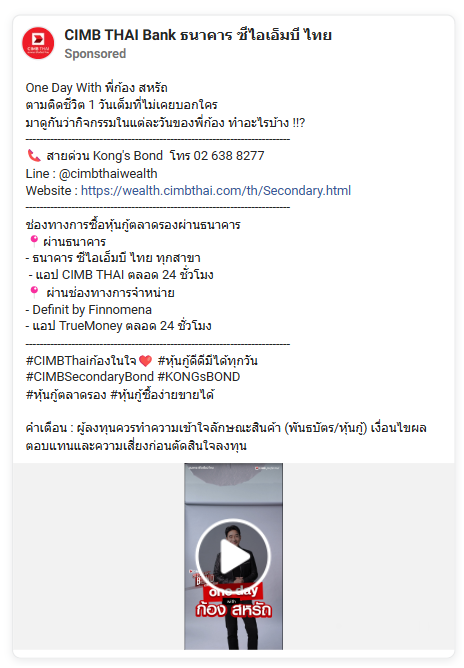 CIMB THAI Bank ธนาคาร ซีไอเอ็มบี ไทย
Sponsored
One Day With พี่ก้อง สหรัถ
ตามติดชีวิต 1 วันเต็มที่ไม่เคยบอกใคร
มาดูกันว่ากิจกรรมในแต่ละวันของพี่ก้อง ทำอะไรบ้าง !!?
📞 สายด่วน Kong's Bond โทร 02 638 8277
Line : @cimbthaiwealth
Website : https://wealth.cimbthai.com/th/Secondary.html
ช่องทางการซื้อหุ้นกู้ตลาดรองผ่านธนาคาร
📍 ผ่านธนาคาร
- ธนาคาร ซีไอเอ็มบี ไทย ทุกสาขา
- แอป CIMB THAI ตลอด 24 ชั่วโมง
📍 ผ่านช่องทางการจำหน่าย
- Definit by Finnomena
- แอป TrueMoney ตลอด 24 ชั่วโมง
#CIMBThaiก้องในใจ💖 #หุ้นกู้ดีดีมีได้ทุกวัน
#CIMBSecondaryBond #KONGsBOND
#หุ้นกู้ตลาดรอง #หุ้นกู้ซื้อง่ายขายได้
คำเตือน : ผู้ลงทุนควรทำความเข้าใจลักษณะสินค้า (พันธบัตร/หุ้นกู้) เงื่อนไขผล
ตอบแทนและความเสี่ยงก่อนตัดสินใจลงทุน
one day
with
ก้อง สหรัถ